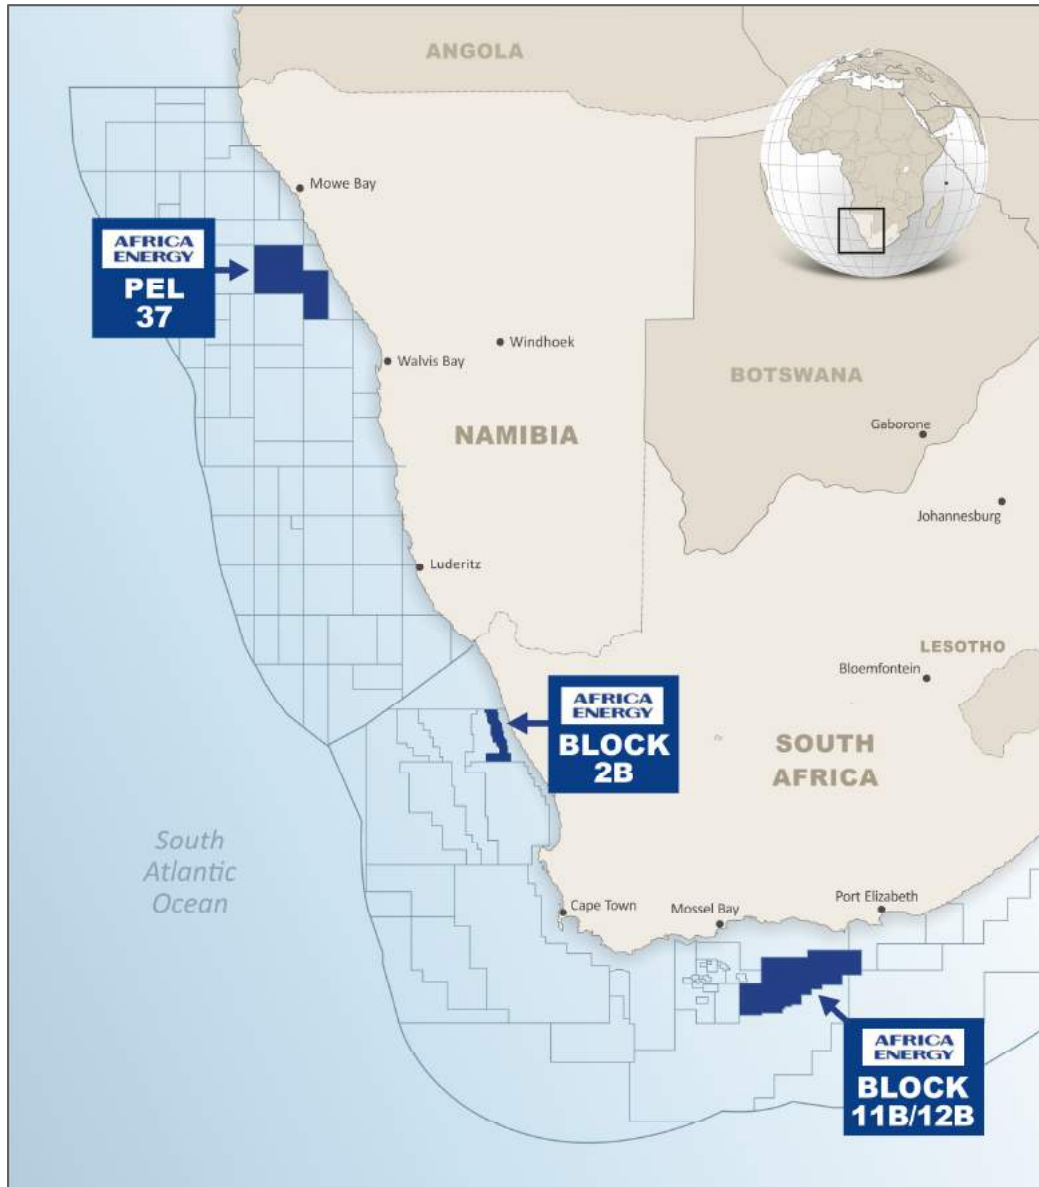 ANGOLA
Mowe Bay
AFRICA
ENERGY
PEL
37
Windhoek
Walvis Bay
BOTSWANA
NAMIBIA
Gaborone
Johannesburg
Luderitz
LESOTHO
Bloemfontein
AFRICA
ENERGY
BLOCK
2B
SOUTH
AFRICA
South
Atlantic
Ocean
Cape Town
Mossel Bay
Port Elizabeth
AFRICA
ENERGY
BLOCK
11B/12B